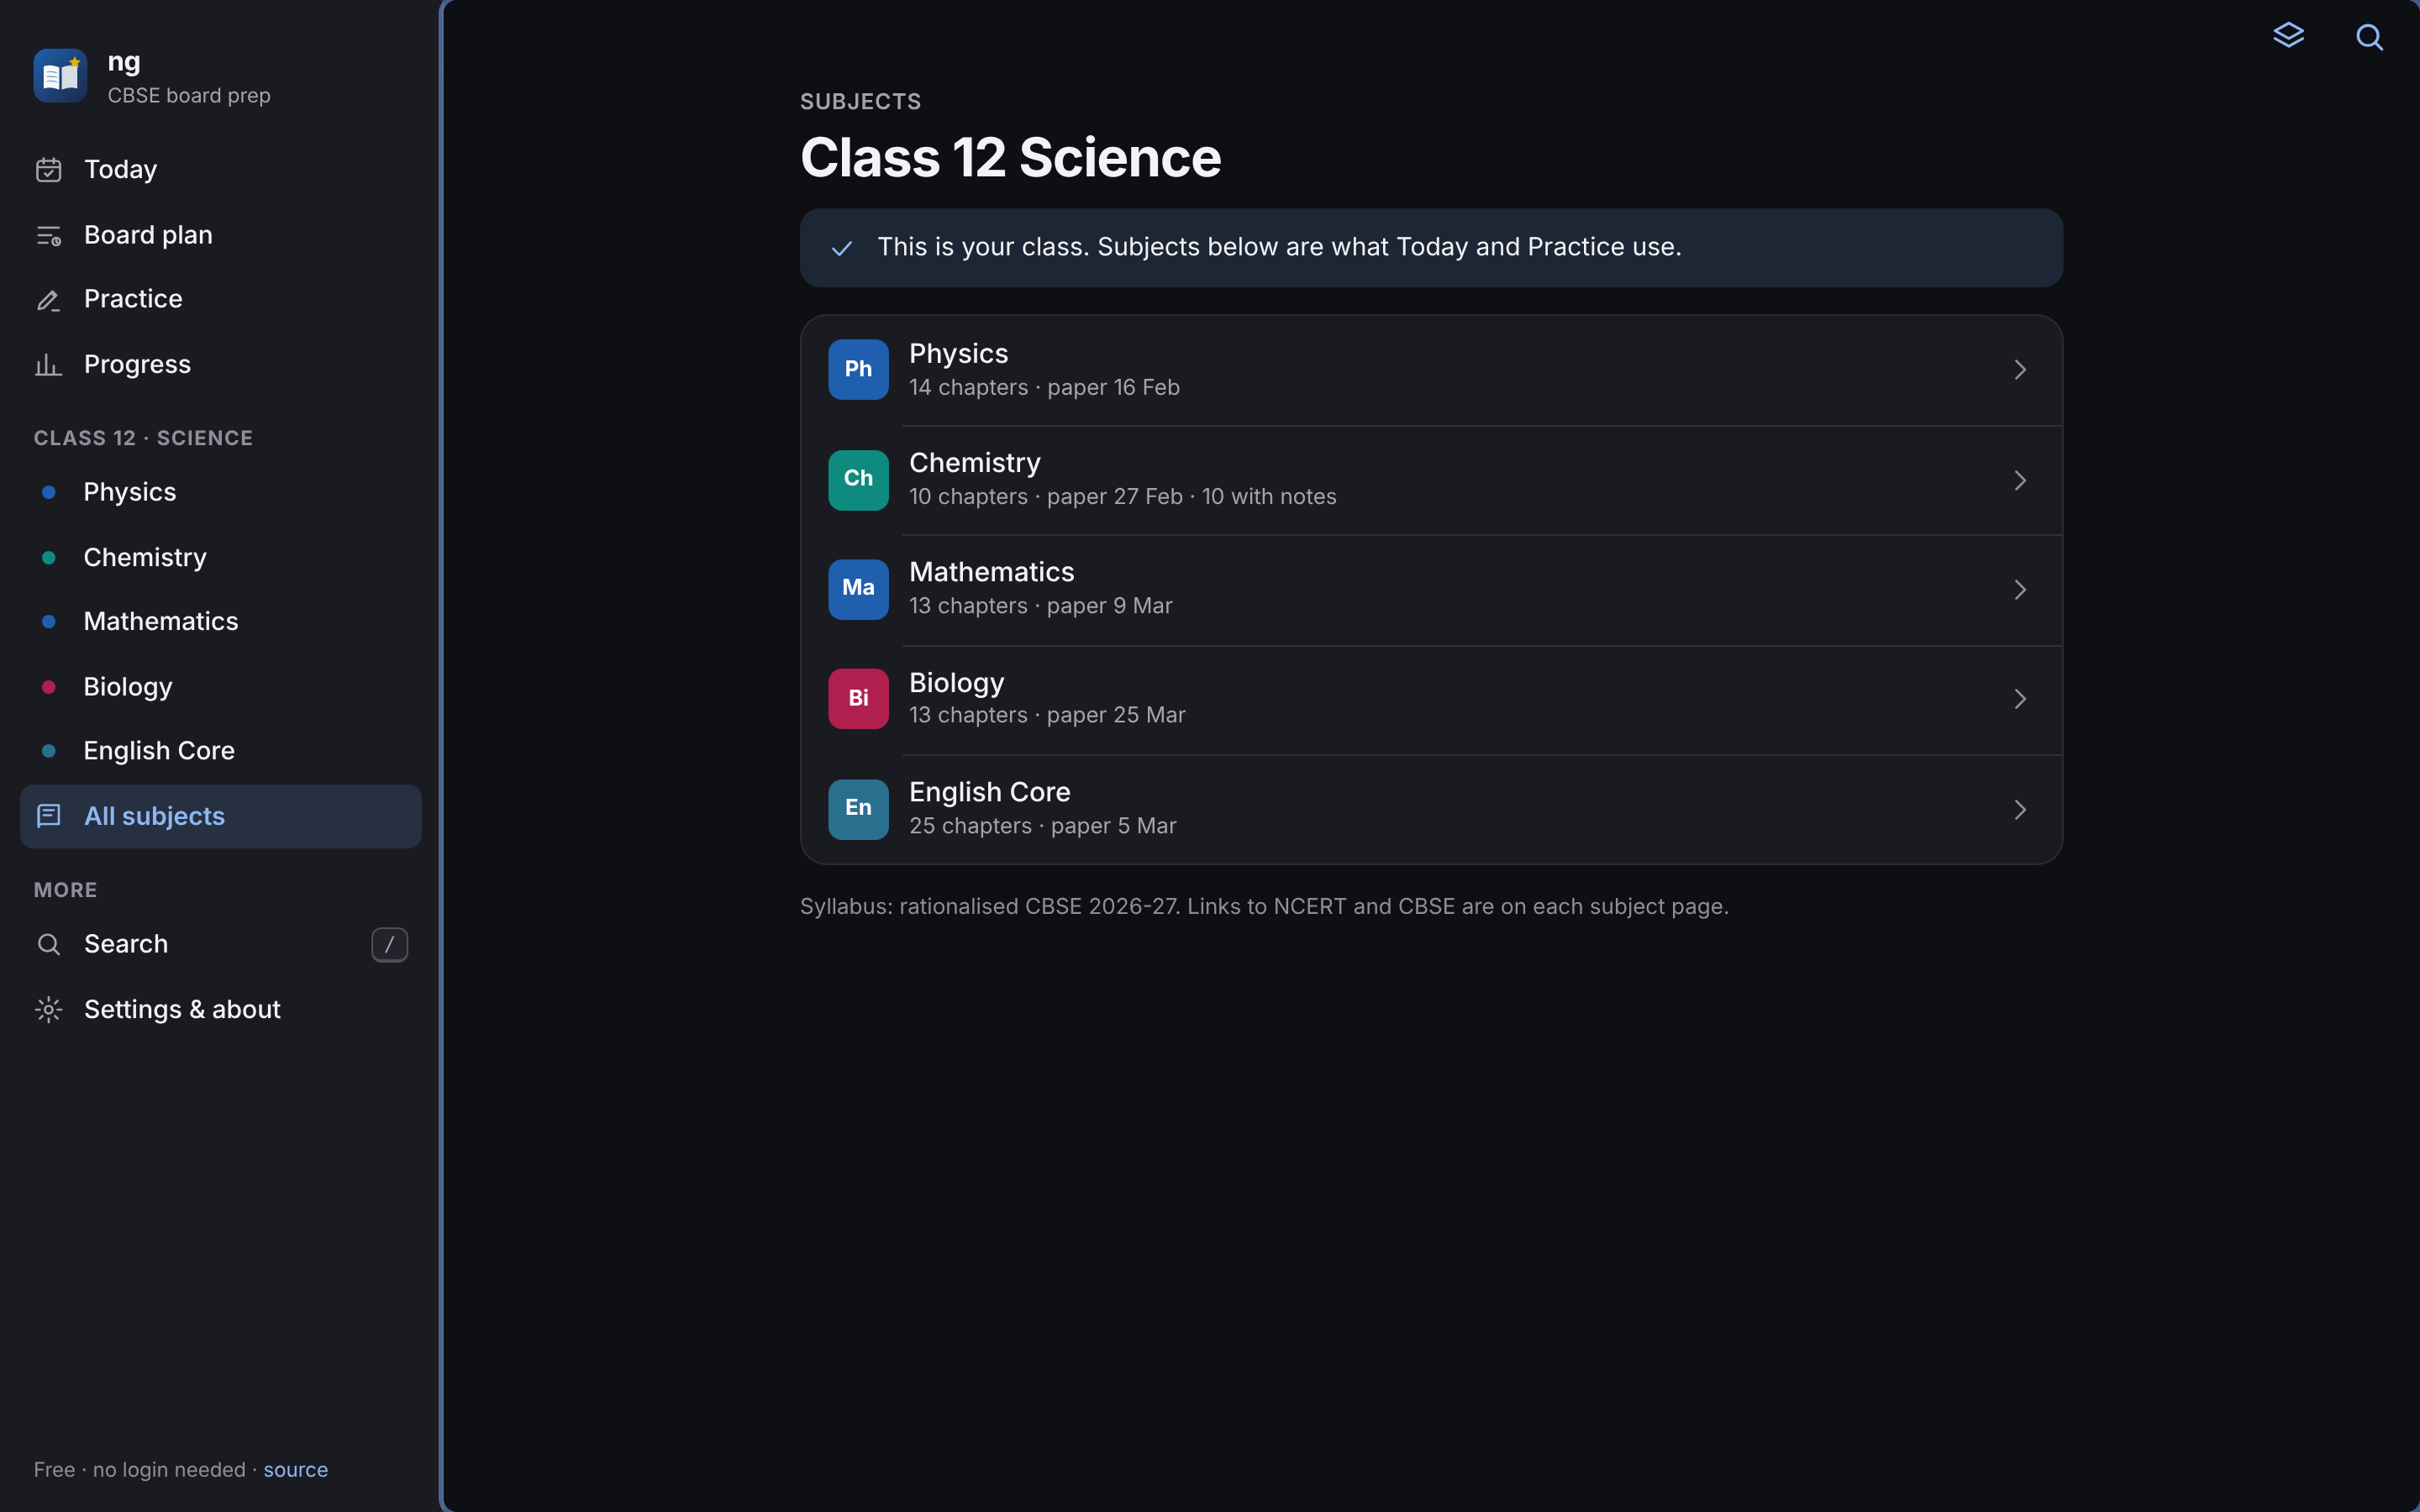 ng
CBSE board prep
Today
Board plan
Practice
Progress
CLASS 12 · SCIENCE
Physics
Chemistry
Mathematics
Biology
English Core
All subjects
MORE
Search /
Settings & about
Free · no login needed · source
SUBJECTS
Class 12 Science
This is your class. Subjects below are what Today and Practice use.
Ph
Physics
14 chapters · paper 16 Feb
Ch
Chemistry
10 chapters · paper 27 Feb · 10 with notes
Ma
Mathematics
13 chapters · paper 9 Mar
Bi
Biology
13 chapters · paper 25 Mar
En
English Core
25 chapters · paper 5 Mar
Syllabus: rationalised CBSE 2026-27. Links to NCERT and CBSE are on each subject page.